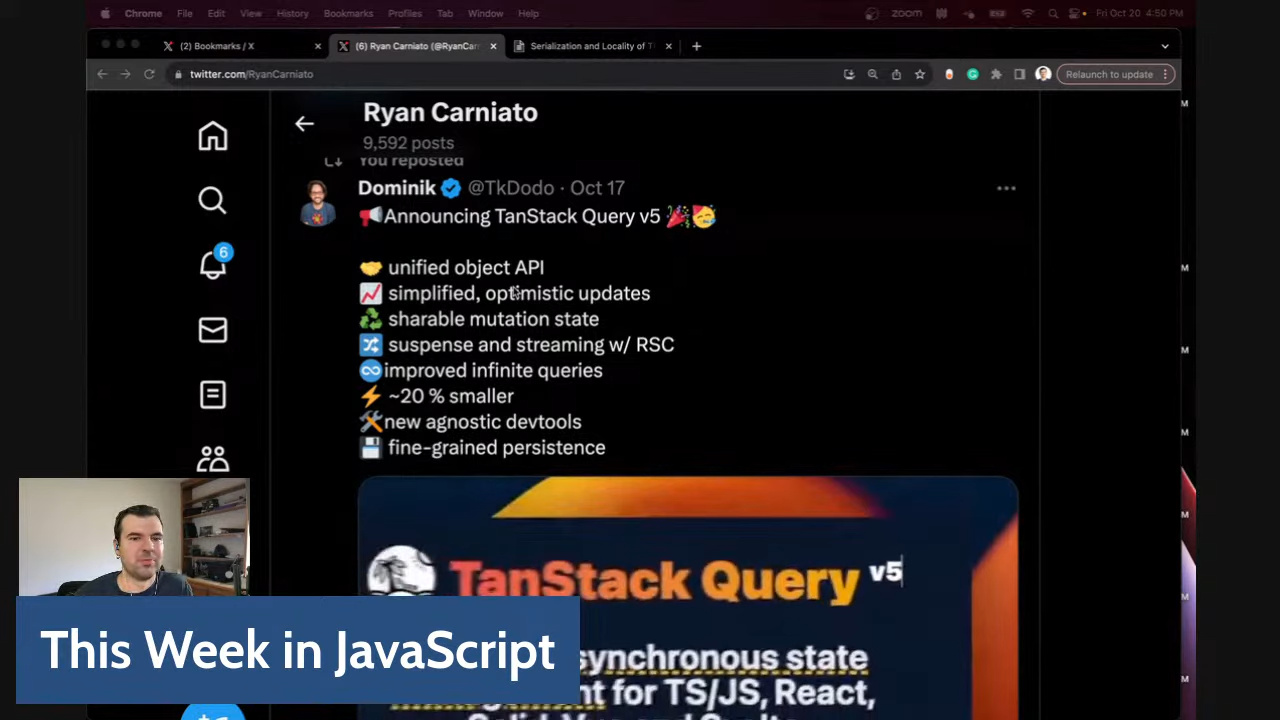 Chrome File Edit View History Bookmarks Profiles Tab Window Help
zoom
Fri Oct 20 4:50 PM
(2) Bookmarks / X
(6) Ryan Carniato (@RyanCar
Serialization and Locality of T
twitter.com/RyanCarniato
Relaunch to update
Ryan Carniato
9,592 posts
You reposted
Dominik @TkDodo · Oct 17
📣Announcing TanStack Query v5 🎉🥳
🤝 unified object API
📈 simplified, optimistic updates
♻️ sharable mutation state
🔀 suspense and streaming w/ RSC
♾️improved infinite queries
⚡ ~20 % smaller
🛠️new agnostic devtools
💾 fine-grained persistence
6
TanStack Query v5
synchronous state
nt for TS/JS, React,
This Week in JavaScript